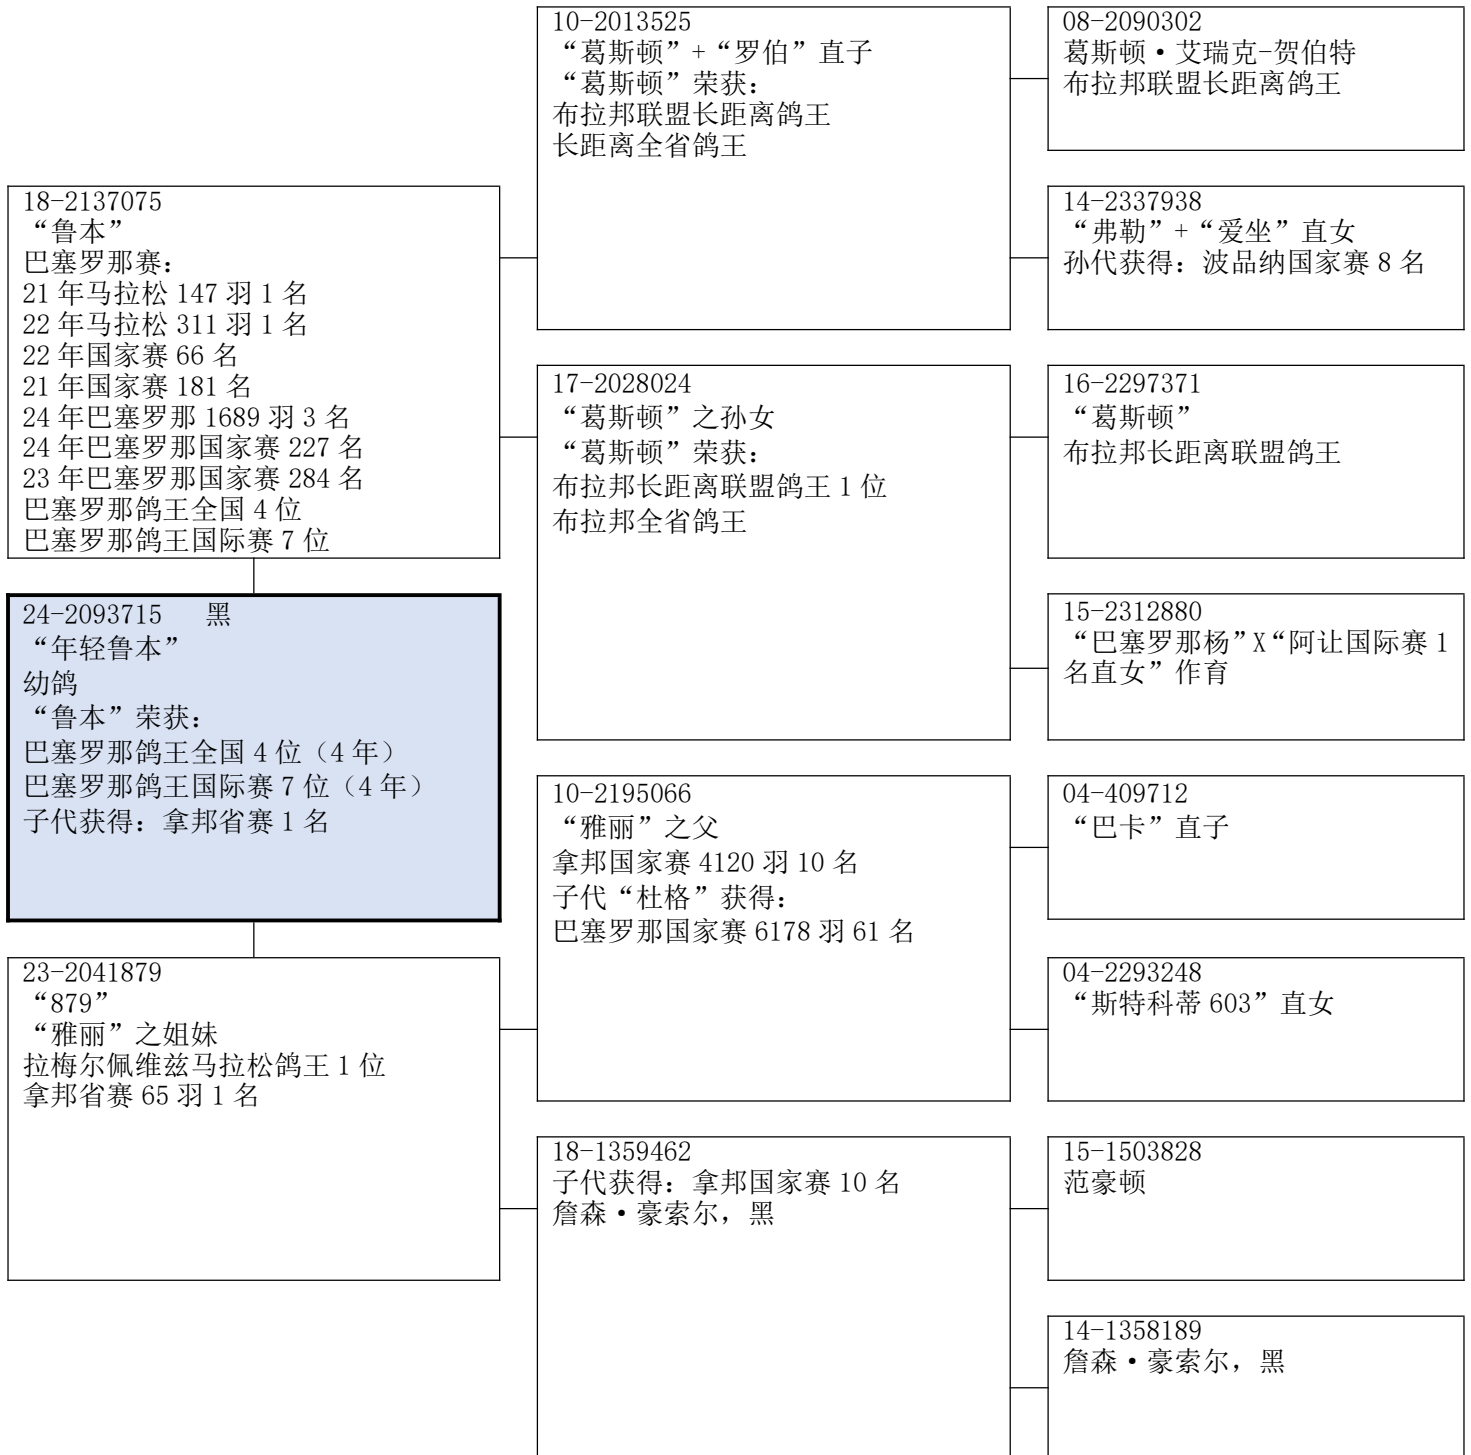 10-2013525
“葛斯顿”+“罗伯”直子
“葛斯顿”荣获：
布拉邦联盟长距离鸽王
长距离全省鸽王
08-2090302
葛斯顿·艾瑞克-贺伯特
布拉邦联盟长距离鸽王
18-2137075
“鲁本”
巴塞罗那赛：
21 年马拉松 147 羽 1 名
22 年马拉松 311 羽 1 名
22 年国家赛 66 名
21 年国家赛 181 名
24 年巴塞罗那 1689 羽 3 名
24 年巴塞罗那国家赛 227 名
23 年巴塞罗那国家赛 284 名
巴塞罗那鸽王全国 4 位
巴塞罗那鸽王国际赛 7 位
14-2337938
“弗勒”+“爱坐”直女
孙代获得：波品纳国家赛 8 名
17-2028024
“葛斯顿”之孙女
“葛斯顿”荣获：
布拉邦长距离联盟鸽王 1 位
布拉邦全省鸽王
16-2297371
“葛斯顿”
布拉邦长距离联盟鸽王
24-2093715 黑
“年轻鲁本”
幼鸽
“鲁本”荣获：
巴塞罗那鸽王全国 4 位（4 年）
巴塞罗那鸽王国际赛 7 位（4 年）
子代获得：拿邦省赛 1 名
15-2312880
“巴塞罗那杨”X“阿让国际赛 1
名直女”作育
10-2195066
“雅丽”之父
拿邦国家赛 4120 羽 10 名
子代“杜格”获得：
巴塞罗那国家赛 6178 羽 61 名
04-409712
“巴卡”直子
23-2041879
“879”
“雅丽”之姐妹
拉梅尔佩维兹马拉松鸽王 1 位
拿邦省赛 65 羽 1 名
04-2293248
“斯特科蒂 603”直女
18-1359462
子代获得：拿邦国家赛 10 名
詹森·豪索尔，黑
15-1503828
范豪顿
14-1358189
詹森·豪索尔，黑